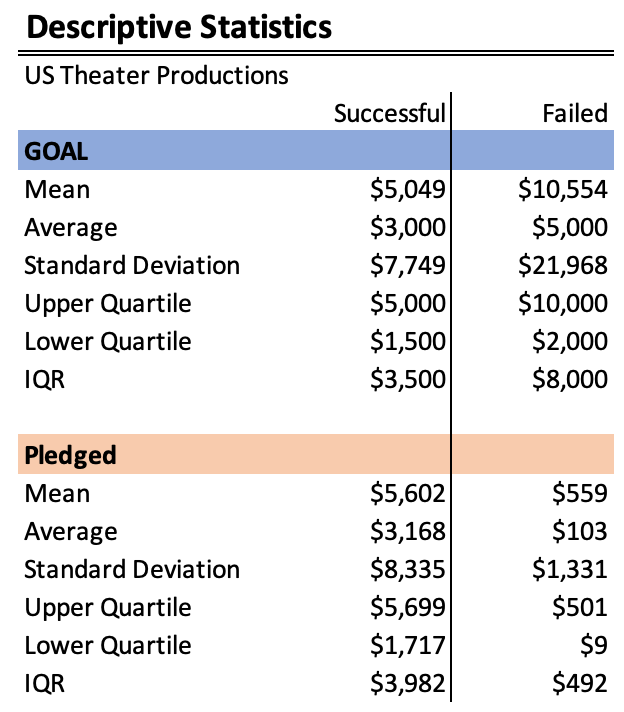 Descriptive Statistics
US Theater Productions
Successful Failed
GOAL
Mean $5,049 $10,554
Average $3,000 $5,000
Standard Deviation $7,749 $21,968
Upper Quartile $5,000 $10,000
Lower Quartile $1,500 $2,000
IQR $3,500 $8,000
Pledged
Mean $5,602 $559
Average $3,168 $103
Standard Deviation $8,335 $1,331
Upper Quartile $5,699 $501
Lower Quartile $1,717 $9
IQR $3,982 $492